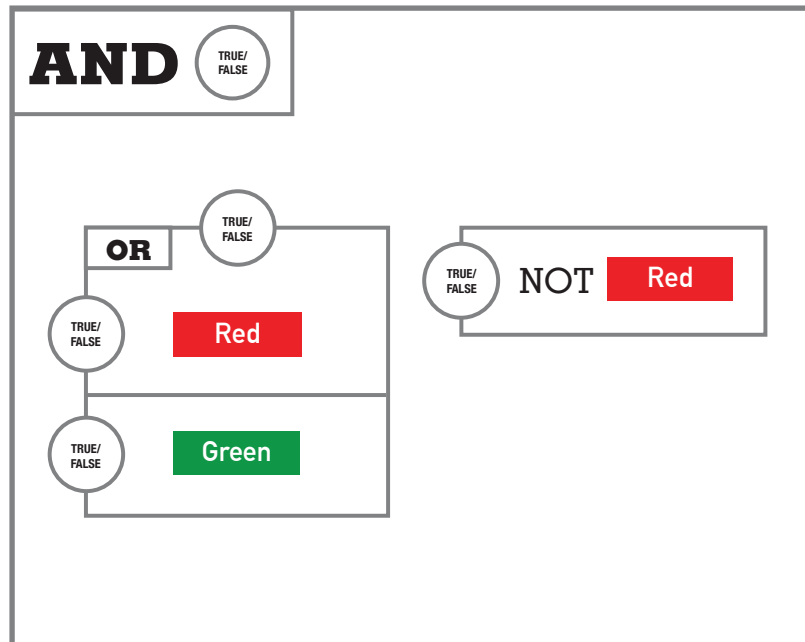 AND TRUE/
FALSE
TRUE/
FALSE
OR
TRUE/
FALSE
Red
TRUE/
FALSE
Green
TRUE/
FALSE
NOT Red